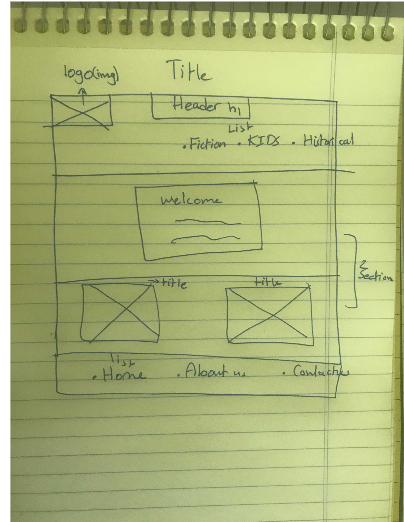 Title
logo(img)
Header h1
List
• Fiction • KIDS • Historical
Welcome
2 Section
title
title
list
• Home • About us • Contact us